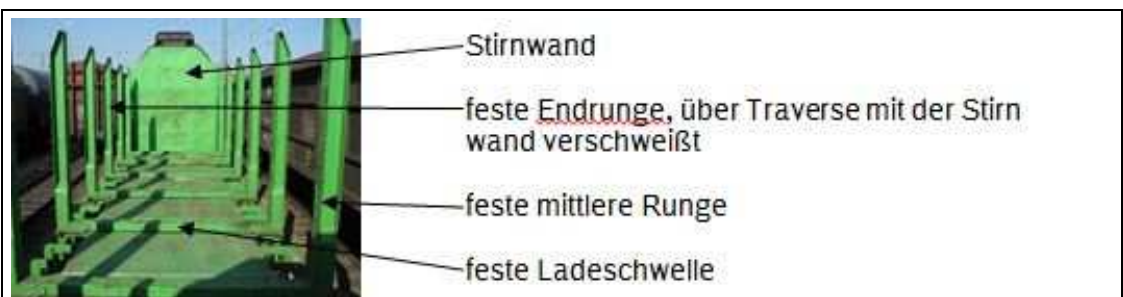 Stirnwand
feste Endrunge, über Traverse mit der Stirn
wand verschweißt
feste mittlere Runge
feste Ladeschwelle